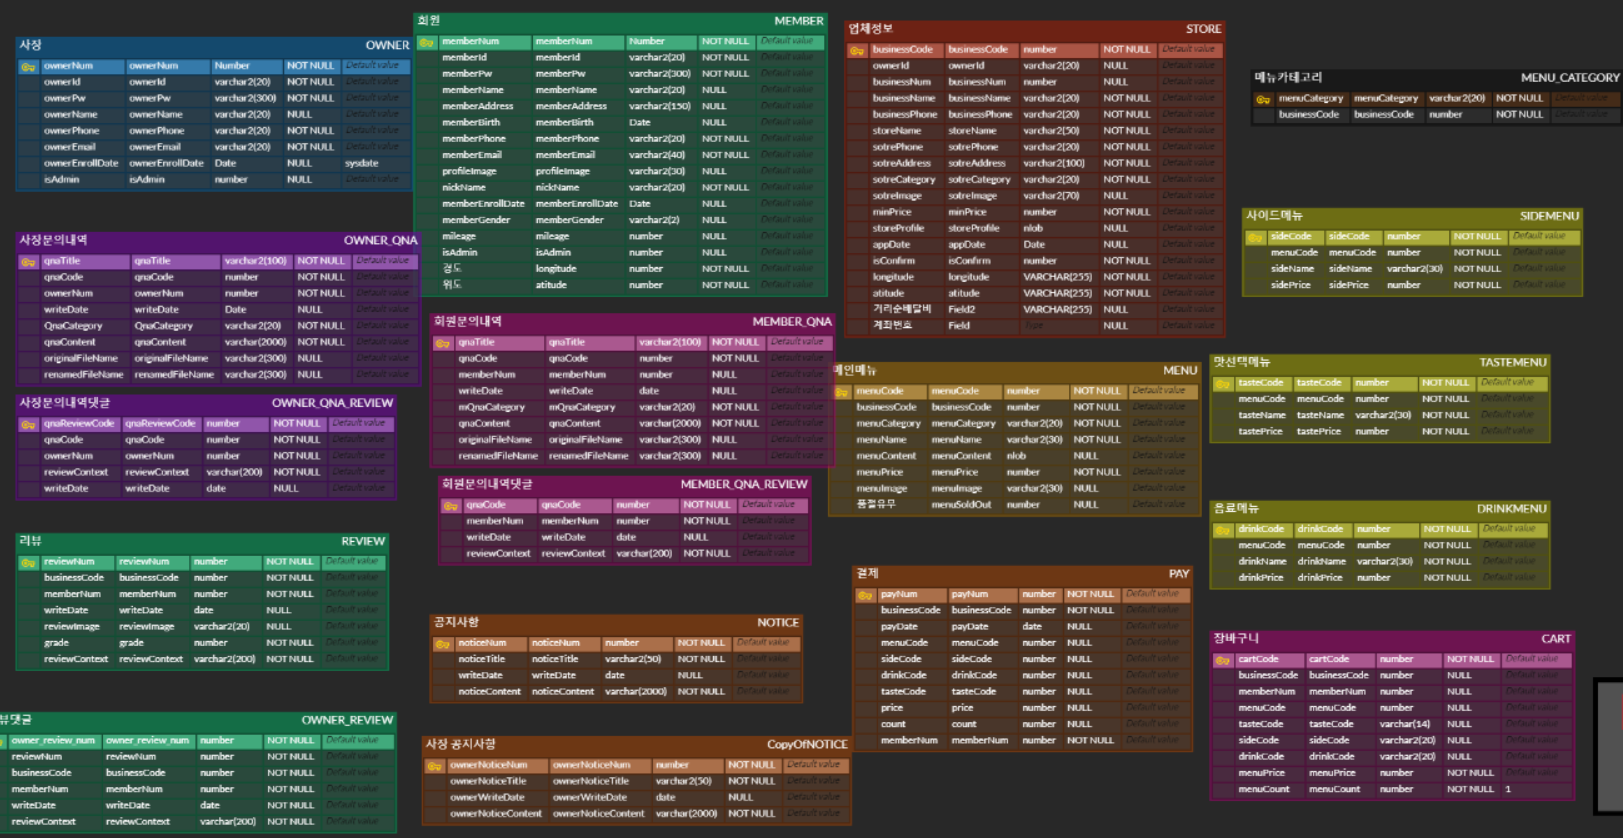 사장 OWNER
ownerNum ownerNum Number NOT NULL Default value
ownerId ownerId varchar2(20) NOT NULL Default value
ownerPw ownerPw varchar2(300) NOT NULL Default value
ownerName ownerName varchar2(20) NULL Default value
ownerPhone ownerPhone varchar2(20) NOT NULL Default value
ownerEmail ownerEmail varchar2(20) NOT NULL Default value
ownerEnrollDate ownerEnrollDate Date NULL sysdate
isAdmin isAdmin number NULL Default value
사장문의내역 OWNER_QNA
qnaTitle qnaTitle varchar2(100) NOT NULL Default value
qnaCode qnaCode number NOT NULL Default value
ownerNum ownerNum number NOT NULL Default value
writeDate writeDate Date NULL Default value
QnaCategory QnaCategory varchar2(20) NOT NULL Default value
qnaContent qnaContent varchar(2000) NOT NULL Default value
originalFileName originalFileName varchar2(300) NULL Default value
renamedFileName renamedFileName varchar2(300) NULL Default value
사장문의내역댓글 OWNER_QNA_REVIEW
qnaReviewCode qnaReviewCode number NOT NULL Default value
qnaCode qnaCode number NOT NULL Default value
ownerNum ownerNum number NOT NULL Default value
reviewContext reviewContext varchar(200) NOT NULL Default value
writeDate writeDate date NULL Default value
리뷰 REVIEW
reviewNum reviewNum number NOT NULL Default value
businessCode businessCode number NOT NULL Default value
memberNum memberNum number NOT NULL Default value
writeDate writeDate date NULL Default value
reviewImage reviewImage varchar2(20) NULL Default value
grade grade number NOT NULL Default value
reviewContext reviewContext varchar2(200) NOT NULL Default value
뷰댓글 OWNER_REVIEW
owner_review_num owner_review_num number NOT NULL Default value
reviewNum reviewNum number NOT NULL Default value
businessCode businessCode number NOT NULL Default value
memberNum memberNum number NOT NULL Default value
writeDate writeDate date NOT NULL Default value
reviewContext reviewContext varchar(200) NOT NULL Default value
회원 MEMBER
memberNum memberNum Number NOT NULL Default value
memberId memberId varchar2(20) NOT NULL Default value
memberPw memberPw varchar2(300) NOT NULL Default value
memberName memberName varchar2(20) NULL Default value
memberAddress memberAddress varchar2(150) NULL Default value
memberBirth memberBirth Date NULL Default value
memberPhone memberPhone varchar2(20) NOT NULL Default value
memberEmail memberEmail varchar2(40) NOT NULL Default value
profileImage profileImage varchar2(30) NULL Default value
nickName nickName varchar2(20) NOT NULL Default value
memberEnrollDate memberEnrollDate Date NULL Default value
memberGender memberGender varchar2(2) NULL Default value
mileage mileage number NULL Default value
isAdmin isAdmin number NULL Default value
경도 longitude number NOT NULL Default value
위도 atitude number NOT NULL Default value
회원문의내역 MEMBER_QNA
qnaTitle qnaTitle varchar2(100) NOT NULL Default value
qnaCode qnaCode number NOT NULL Default value
memberNum memberNum number NULL Default value
writeDate writeDate date NULL Default value
mQnaCategory mQnaCategory varchar2(20) NOT NULL Default value
qnaContent qnaContent varchar(2000) NOT NULL Default value
originalFileName originalFileName varchar2(300) NULL Default value
renamedFileName renamedFileName varchar2(300) NULL Default value
회원문의내역댓글 MEMBER_QNA_REVIEW
qnaCode qnaCode number NOT NULL Default value
memberNum memberNum number NOT NULL Default value
writeDate writeDate date NULL Default value
reviewContext reviewContext varchar(200) NOT NULL Default value
공지사항 NOTICE
noticeNum noticeNum number NOT NULL Default value
noticeTitle noticeTitle varchar2(50) NOT NULL Default value
writeDate writeDate date NULL Default value
noticeContent noticeContent varchar(2000) NOT NULL Default value
사장 공지사항 CopyOfNOTICE
ownerNoticeNum ownerNoticeNum number NOT NULL Default value
ownerNoticeTitle ownerNoticeTitle varchar2(50) NOT NULL Default value
ownerWriteDate ownerWriteDate date NULL Default value
ownerNoticeContent ownerNoticeContent varchar(2000) NOT NULL Default value
업체정보 STORE
businessCode businessCode number NOT NULL Default value
ownerId ownerId varchar2(20) NULL Default value
businessNum businessNum number NULL Default value
businessName businessName varchar2(20) NOT NULL Default value
businessPhone businessPhone varchar2(20) NOT NULL Default value
storeName storeName varchar2(50) NOT NULL Default value
sotrePhone sotrePhone varchar2(20) NOT NULL Default value
sotreAddress sotreAddress varchar2(100) NOT NULL Default value
sotreCategory sotreCategory varchar2(20) NOT NULL Default value
sotreImage sotreImage varchar2(70) NULL Default value
minPrice minPrice number NOT NULL Default value
storeProfile storeProfile nlob NULL Default value
appDate appDate Date NULL Default value
isConfirm isConfirm number NOT NULL Default value
longitude longitude VARCHAR(255) NOT NULL Default value
atitude atitude VARCHAR(255) NOT NULL Default value
거리순배달비 Field2 VARCHAR(255) NULL Default value
계좌번호 Field Type NULL Default value
메인메뉴 MENU
menuCode menuCode number NOT NULL Default value
businessCode businessCode number NOT NULL Default value
menuCategory menuCategory varchar2(20) NOT NULL Default value
menuName menuName varchar2(30) NOT NULL Default value
menuContent menuContent nlob NULL Default value
menuPrice menuPrice number NOT NULL Default value
menuImage menuImage varchar2(30) NULL Default value
품절유무 menuSoldOut number NULL Default value
결제 PAY
payNum payNum number NOT NULL Default value
businessCode businessCode number NOT NULL Default value
payDate payDate date NULL Default value
menuCode menuCode number NULL Default value
sideCode sideCode number NULL Default value
drinkCode drinkCode number NULL Default value
tasteCode tasteCode number NULL Default value
price price number NULL Default value
count count number NULL Default value
memberNum memberNum number NOT NULL Default value
메뉴카테고리 MENU_CATEGORY
menuCategory menuCategory varchar2(20) NOT NULL Default value
businessCode businessCode number NOT NULL Default value
사이드메뉴 SIDEMENU
sideCode sideCode number NOT NULL Default value
menuCode menuCode number NOT NULL Default value
sideName sideName varchar2(30) NOT NULL Default value
sidePrice sidePrice number NOT NULL Default value
맛선택메뉴 TASTEMENU
tasteCode tasteCode number NOT NULL Default value
menuCode menuCode number NOT NULL Default value
tasteName tasteName varchar2(30) NOT NULL Default value
tastePrice tastePrice number NOT NULL Default value
음료메뉴 DRINKMENU
drinkCode drinkCode number NOT NULL Default value
menuCode menuCode number NOT NULL Default value
drinkName drinkName varchar2(30) NOT NULL Default value
drinkPrice drinkPrice number NOT NULL Default value
장바구니 CART
cartCode cartCode number NOT NULL Default value
businessCode businessCode number NULL Default value
memberNum memberNum number NULL Default value
menuCode menuCode number NULL Default value
tasteCode tasteCode varchar(14) NULL Default value
sideCode sideCode varchar2(20) NULL Default value
drinkCode drinkCode varchar2(20) NULL Default value
menuPrice menuPrice number NOT NULL Default value
menuCount menuCount number NOT NULL 1